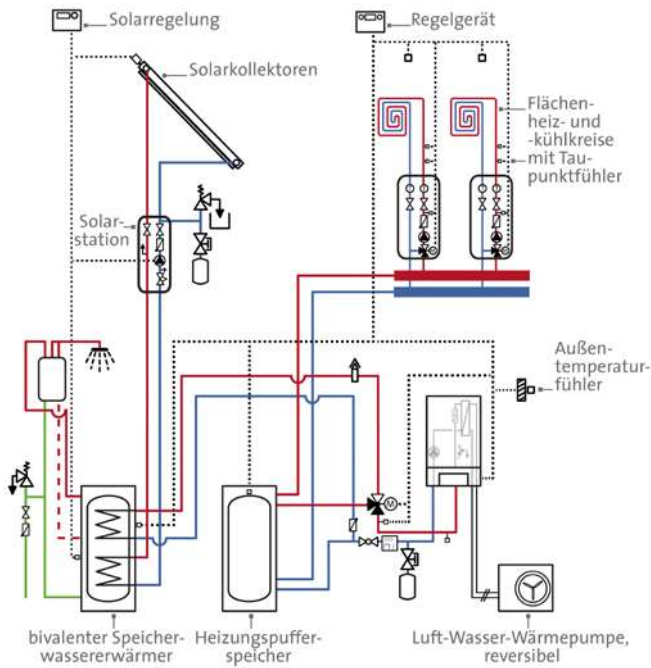 Solarregelung
Regelgerät
Solarkollektoren
Flächen-
heiz- und
-kühlkreise
mit Tau-
punktfühler
Solar-
station
Außen-
temperatur-
fühler
M
bivalenter Speicher-
wassererwärmer
Heizungspuffer-
speicher
Luft-Wasser-Wärmepumpe,
reversibel